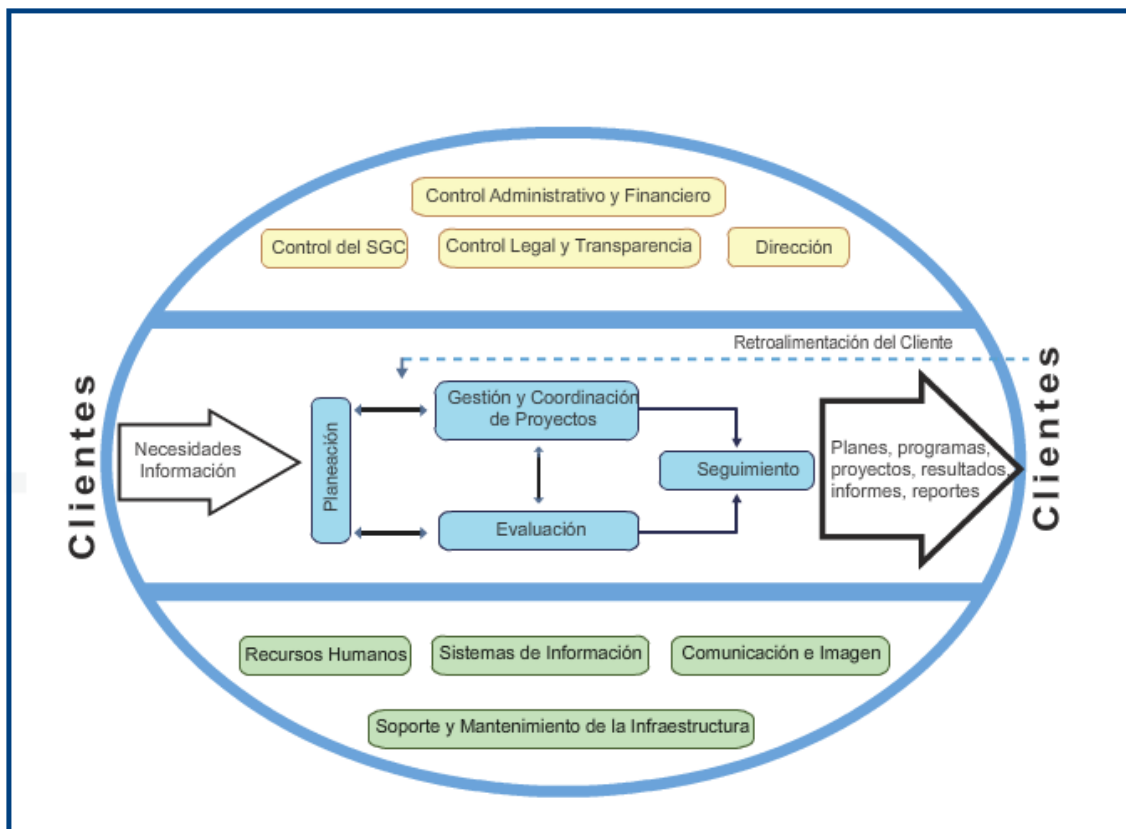 Control Administrativo y Financiero
Control del SGC
Control Legal y Transparencia
Dirección
Retroalimentación del Cliente
Clientes
Necesidades
Información
Planeación
Gestión y Coordinación
de Proyectos
Evaluación
Seguimiento
Planes, programas,
proyectos, resultados,
informes, reportes
Clientes
Recursos Humanos
Sistemas de Información
Comunicación e Imagen
Soporte y Mantenimiento de la Infraestructura